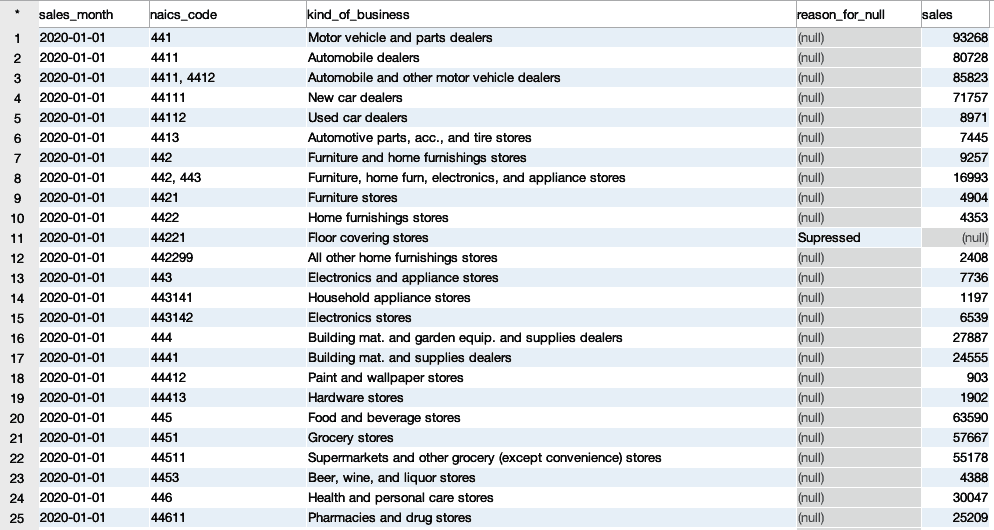 * sales_month naics_code kind_of_business reason_for_null sales
1 2020-01-01 441 Motor vehicle and parts dealers (null) 93268
2 2020-01-01 4411 Automobile dealers (null) 80728
3 2020-01-01 4411, 4412 Automobile and other motor vehicle dealers (null) 85823
4 2020-01-01 44111 New car dealers (null) 71757
5 2020-01-01 44112 Used car dealers (null) 8971
6 2020-01-01 4413 Automotive parts, acc., and tire stores (null) 7445
7 2020-01-01 442 Furniture and home furnishings stores (null) 9257
8 2020-01-01 442, 443 Furniture, home furn, electronics, and appliance stores (null) 16993
9 2020-01-01 4421 Furniture stores (null) 4904
10 2020-01-01 4422 Home furnishings stores (null) 4353
11 2020-01-01 44221 Floor covering stores Supressed (null)
12 2020-01-01 442299 All other home furnishings stores (null) 2408
13 2020-01-01 443 Electronics and appliance stores (null) 7736
14 2020-01-01 443141 Household appliance stores (null) 1197
15 2020-01-01 443142 Electronics stores (null) 6539
16 2020-01-01 444 Building mat. and garden equip. and supplies dealers (null) 27887
17 2020-01-01 4441 Building mat. and supplies dealers (null) 24555
18 2020-01-01 44412 Paint and wallpaper stores (null) 903
19 2020-01-01 44413 Hardware stores (null) 1902
20 2020-01-01 445 Food and beverage stores (null) 63590
21 2020-01-01 4451 Grocery stores (null) 57667
22 2020-01-01 44511 Supermarkets and other grocery (except convenience) stores (null) 55178
23 2020-01-01 4453 Beer, wine, and liquor stores (null) 4388
24 2020-01-01 446 Health and personal care stores (null) 30047
25 2020-01-01 44611 Pharmacies and drug stores (null) 25209